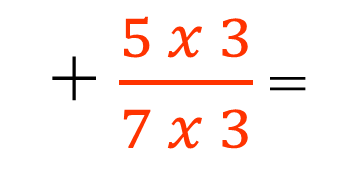 + 5 x 3 / 7 x 3 =